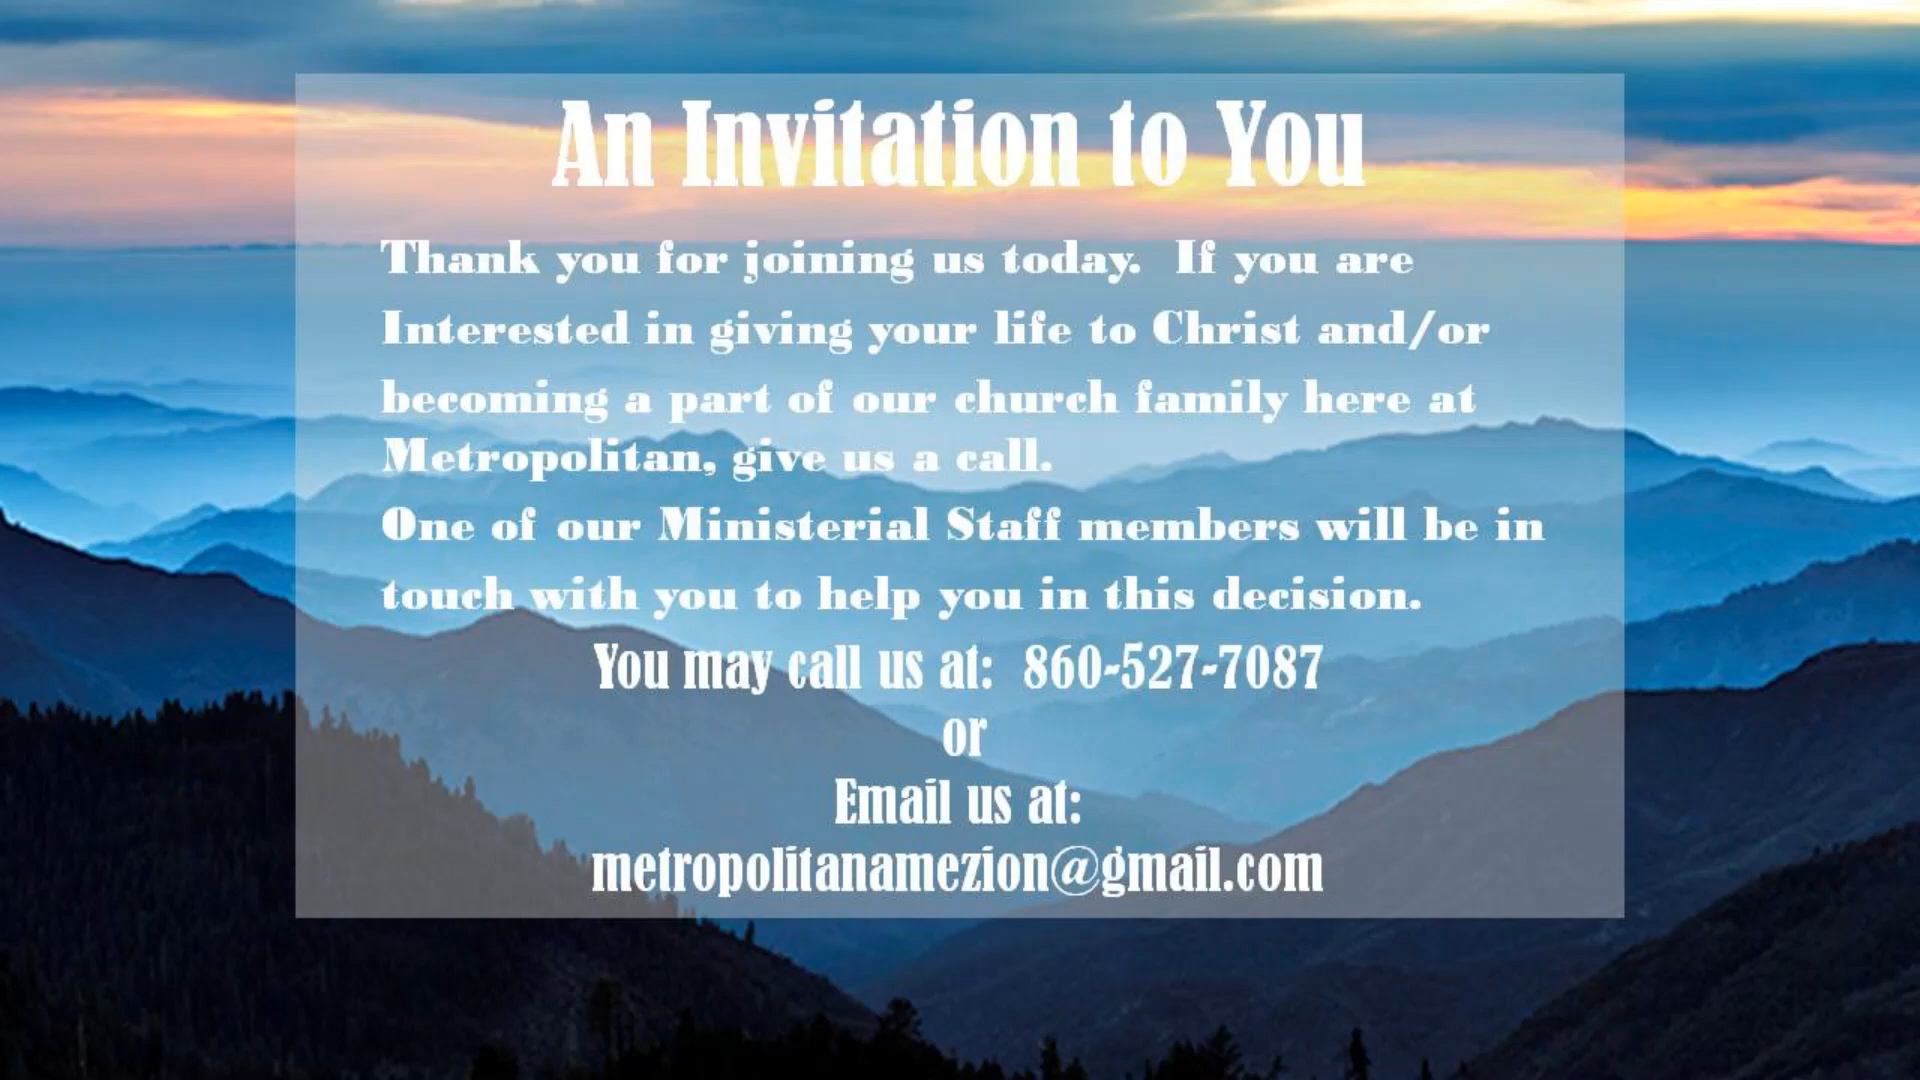 An Invitation to You
Thank you for joining us today. If you are
Interested in giving your life to Christ and/or
becoming a part of our church family here at
Metropolitan, give us a call.
One of our Ministerial Staff members will be in
touch with you to help you in this decision.
You may call us at: 860-527-7087
or
Email us at:
metropolitanamezion@gmail.com